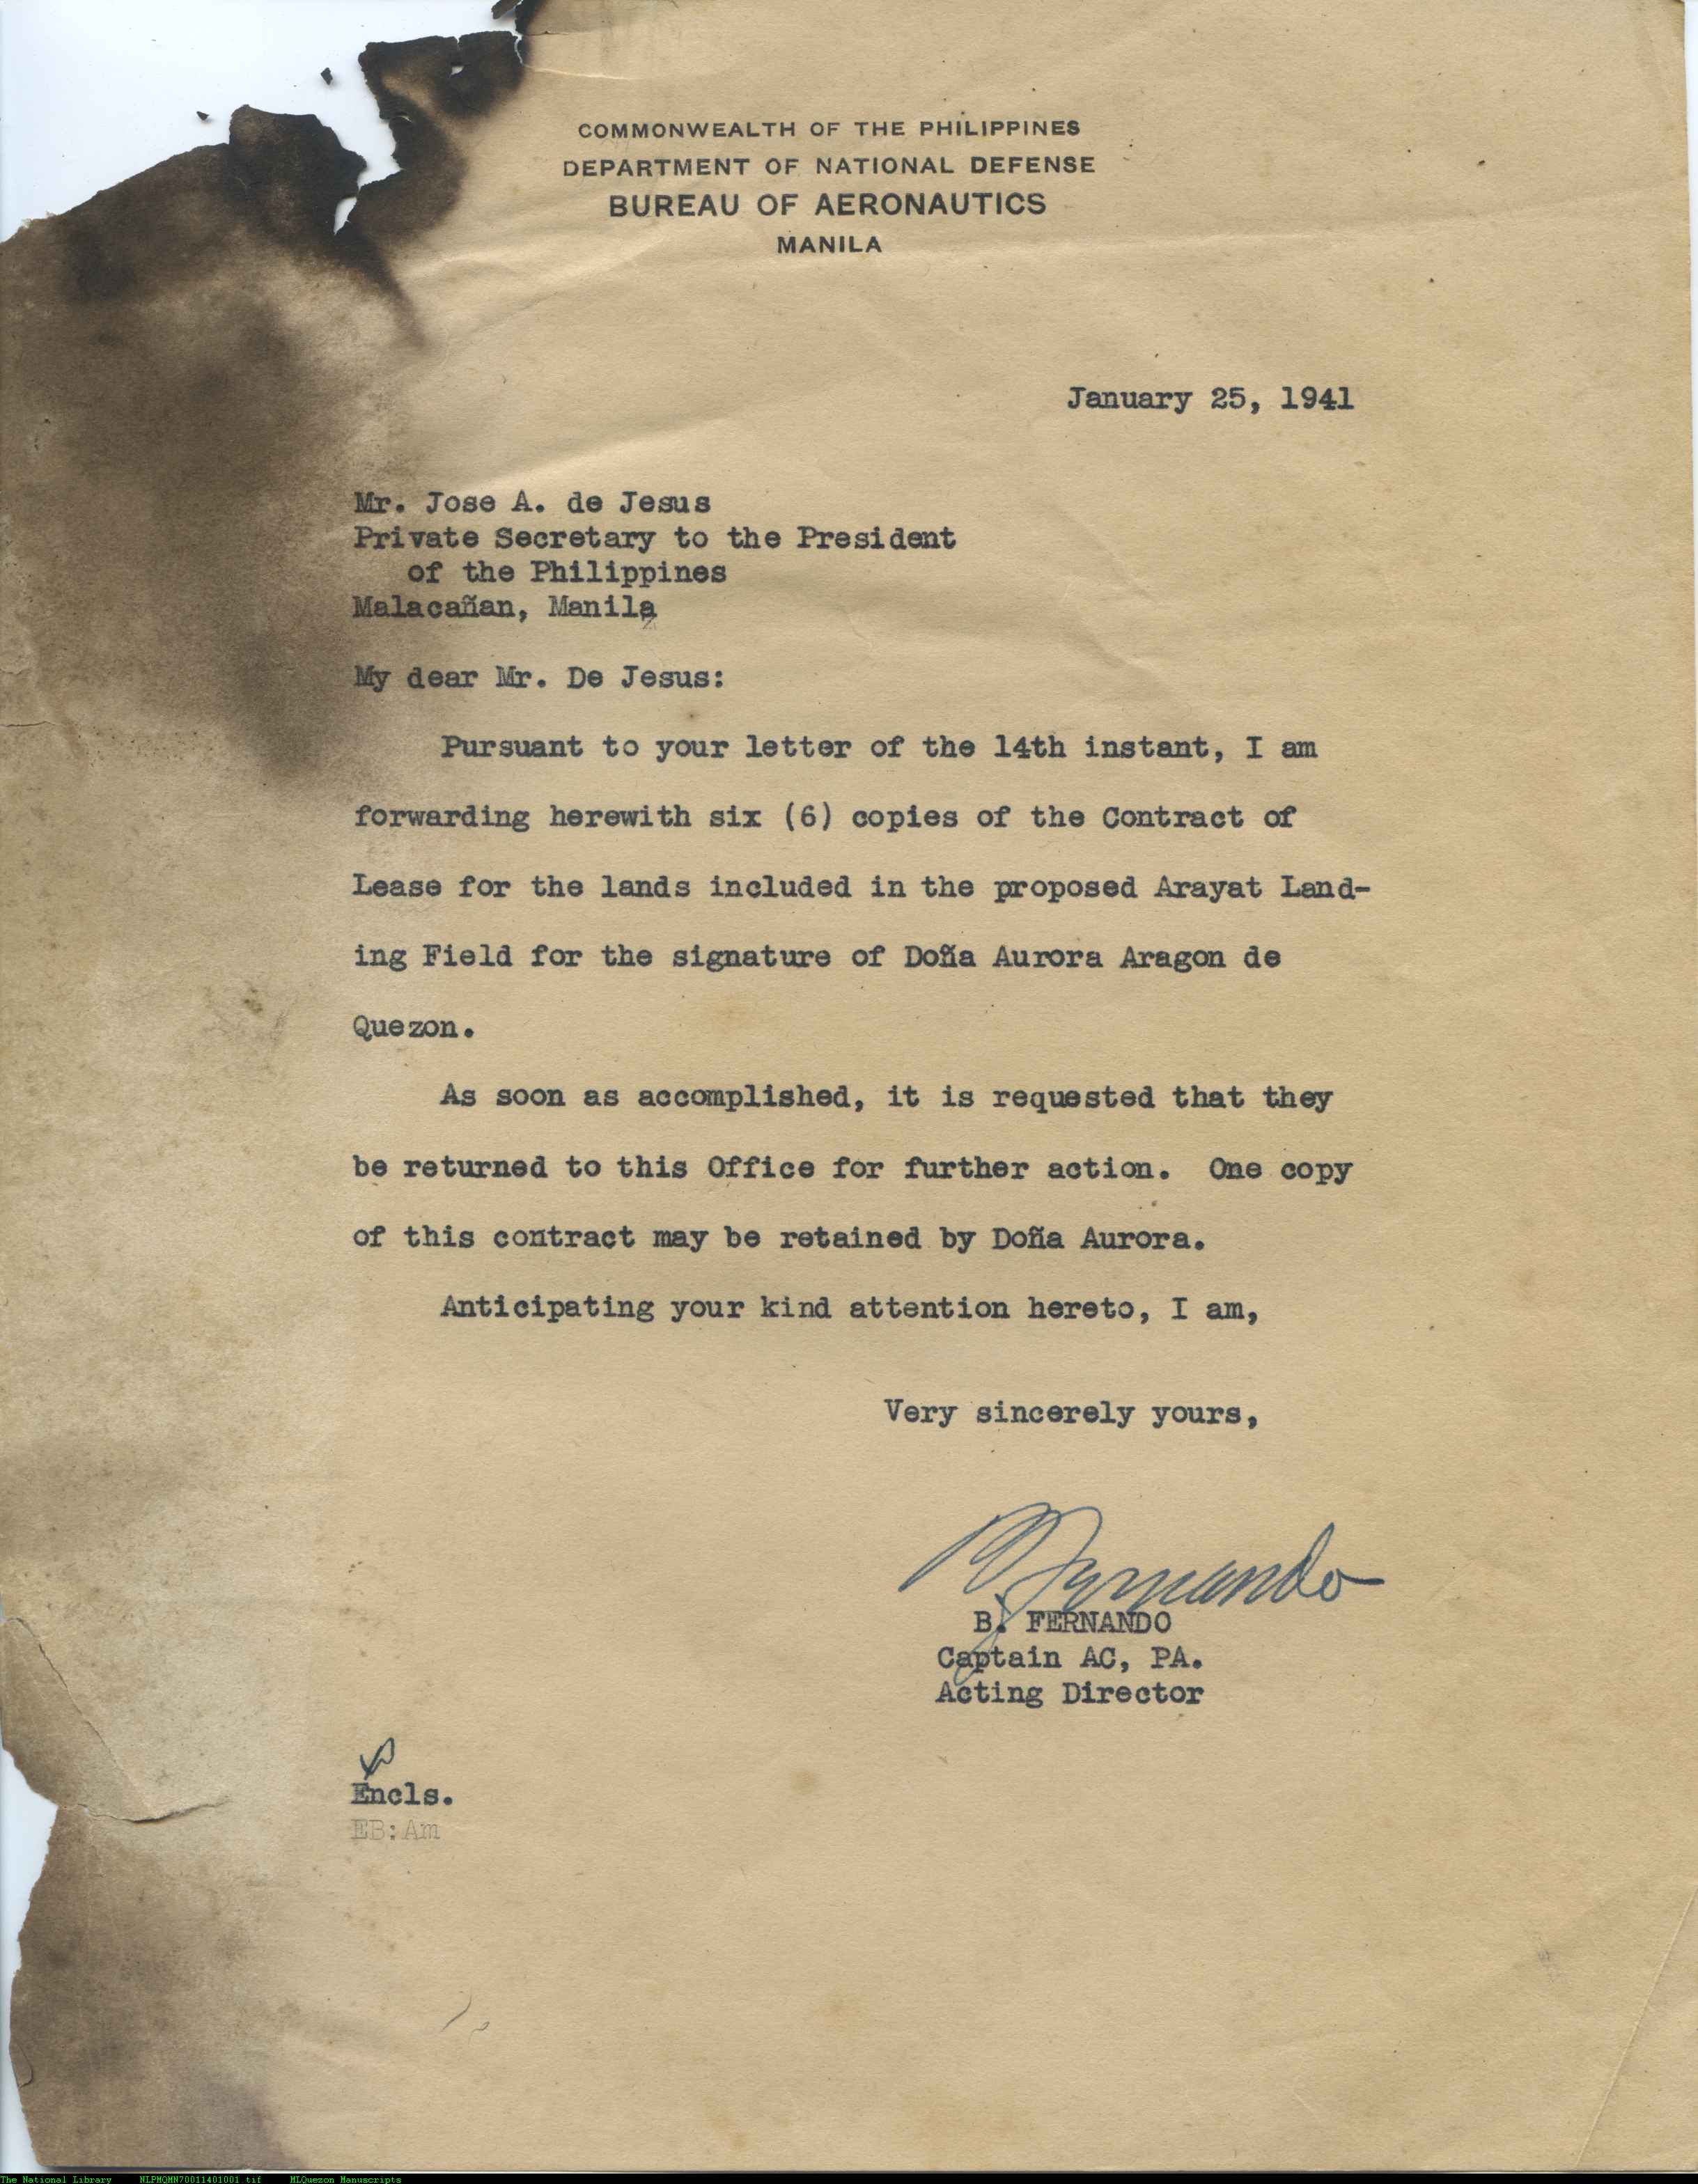 COMMONWEALTH OF THE PHILIPPINES
DEPARTMENT OF NATIONAL DEFENSE
BUREAU OF AERONAUTICS
MANILA
January 25, 1941
Mr. Jose A. de Jesus
Private Secretary to the President
of the Philippines
Malacañan, Manila
My dear Mr. De Jesus:
Pursuant to your letter of the 14th instant, I am
forwarding herewith six (6) copies of the Contract of
Lease for the lands included in the proposed Arayat Land-
ing Field for the signature of Doña Aurora Aragon de
Quezon.
As soon as accomplished, it is requested that they
be returned to this Office for further action. One copy
of this contract may be retained by Doña Aurora.
Anticipating your kind attention hereto, I am,
Very sincerely yours,
BFernando
B. FERNANDO
Captain AC, PA.
Acting Director
Encls.
EB:Am
The National Library NLPMQMN70011401001.tif MLQuezon Manuscripts